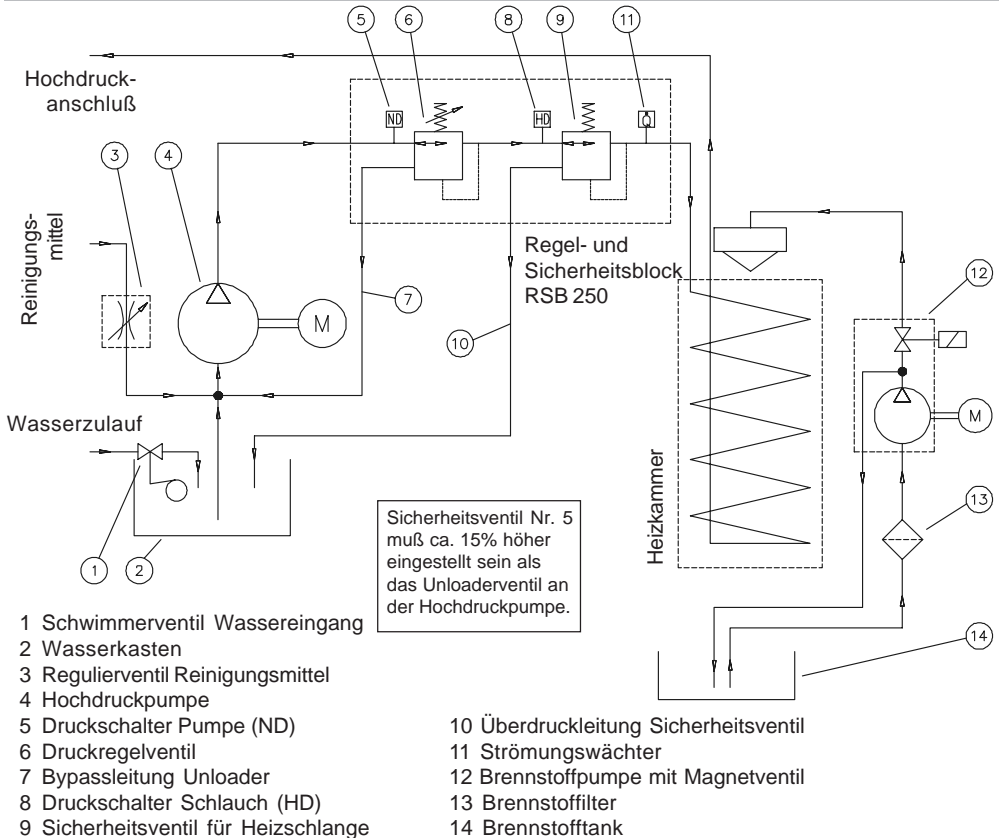 5
6
8
9
11
Hochdruck-
anschluß
ND
HD
Q
3
4
Reinigungs-
mittel
M
7
10
Regel- und
Sicherheitsblock
RSB 250
12
M
Wasserzulauf
Heizkammer
13
1
2
Sicherheitsventil Nr. 5
muß ca. 15% höher
eingestellt sein als
das Unloaderventil an
der Hochdruckpumpe.
14
1 Schwimmerventil Wassereingang
2 Wasserkasten
3 Regulierventil Reinigungsmittel
4 Hochdruckpumpe
5 Druckschalter Pumpe (ND)
6 Druckregelventil
7 Bypassleitung Unloader
8 Druckschalter Schlauch (HD)
9 Sicherheitsventil für Heizschlange
10 Überdruckleitung Sicherheitsventil
11 Strömungswächter
12 Brennstoffpumpe mit Magnetventil
13 Brennstoffilter
14 Brennstofftank